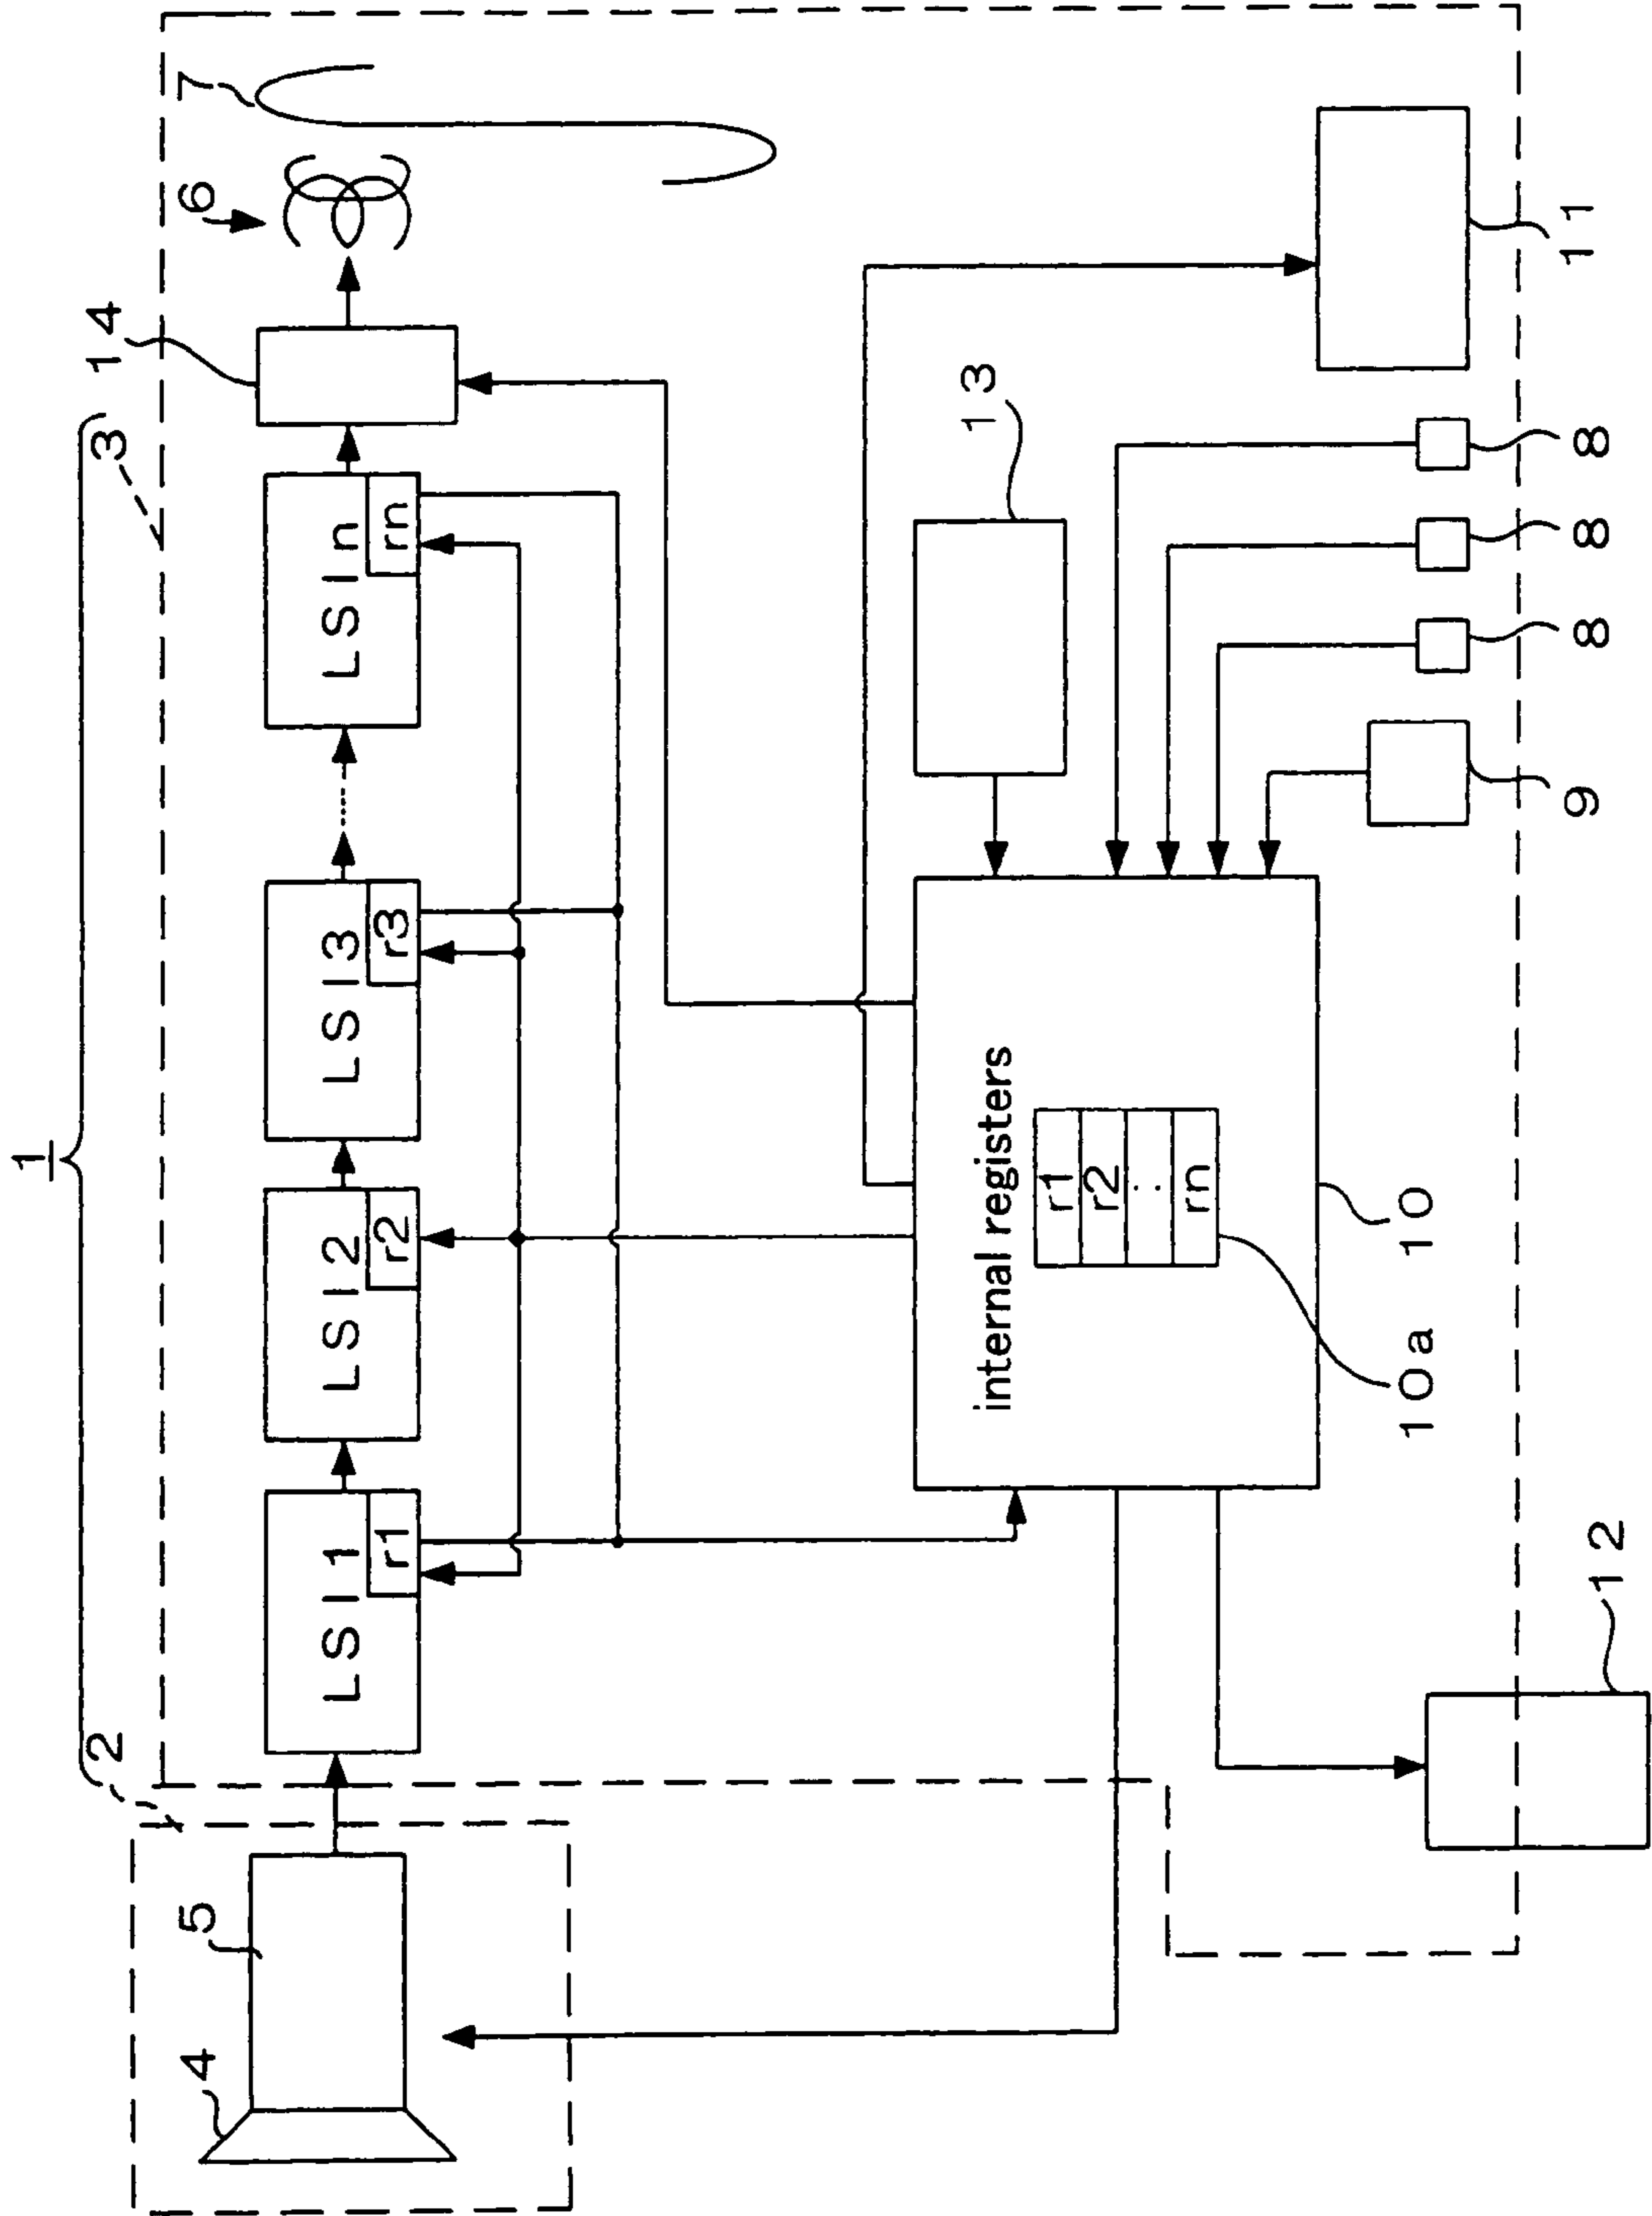 1
2
3
14
6
7
4
5
LSI1
r1
LSI2
r2
LSI3
r3
LSIn
rn
13
internal registers
r1
r2
..
rn
10a
10
9
8
8
8
11
12